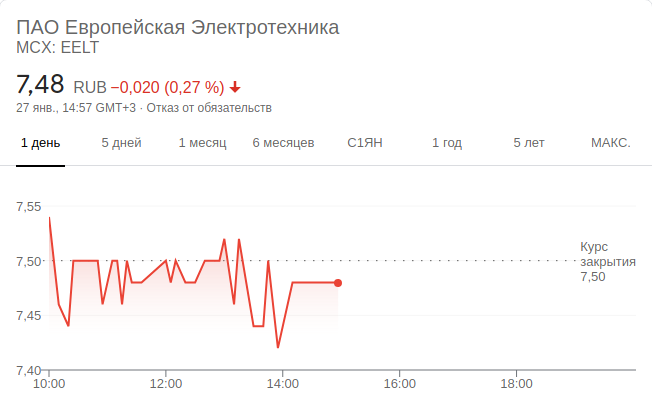 ПАО Европейская Электротехника
MCX: EELT
7,48 RUB −0,020 (0,27 %)
27 янв., 14:57 GMT+3 · Отказ от обязательств
1 день 5 дней 1 месяц 6 месяцев С1ЯН 1 год 5 лет МАКС.
7,55
7,50
7,45
7,40
Курс
закрытия
7,50
10:00 12:00 14:00 16:00 18:00